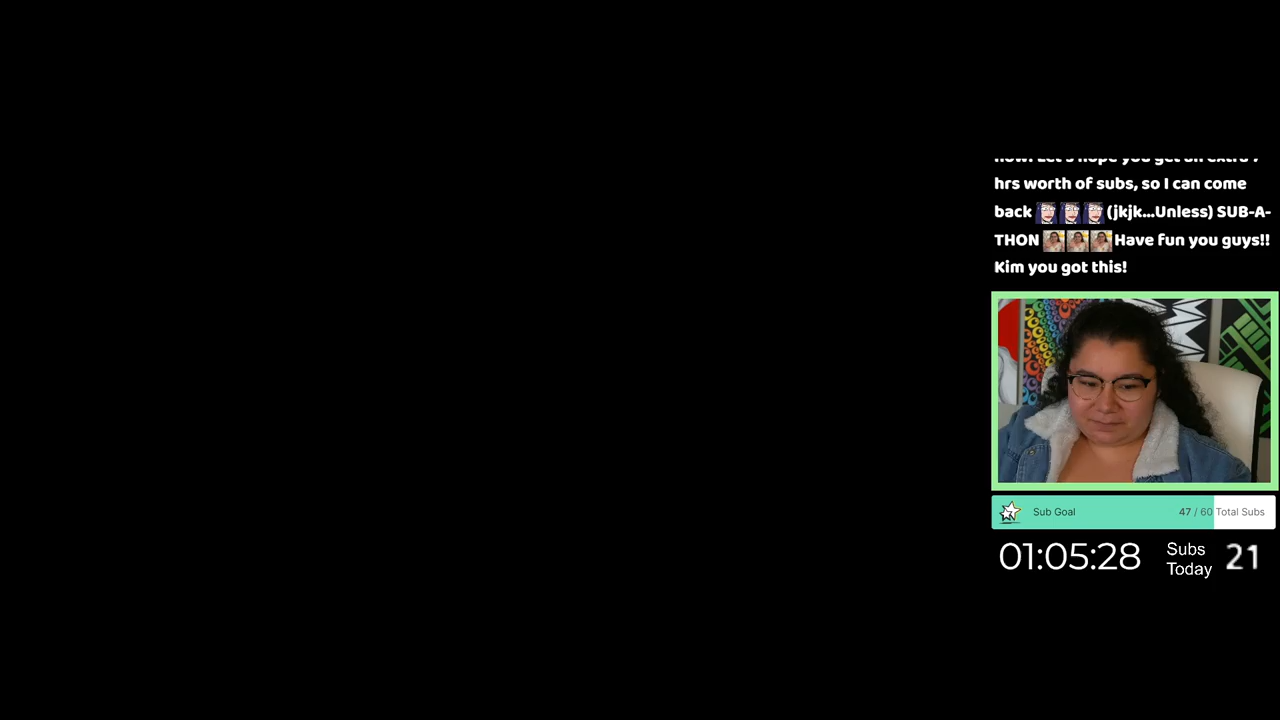 hrs worth of subs, so I can come
back (jkjk...Unless) SUB-A-
THON Have fun you guys!!
Kim you got this!
Sub Goal 47 / 60 Total Subs
01:05:28 Subs Today 21